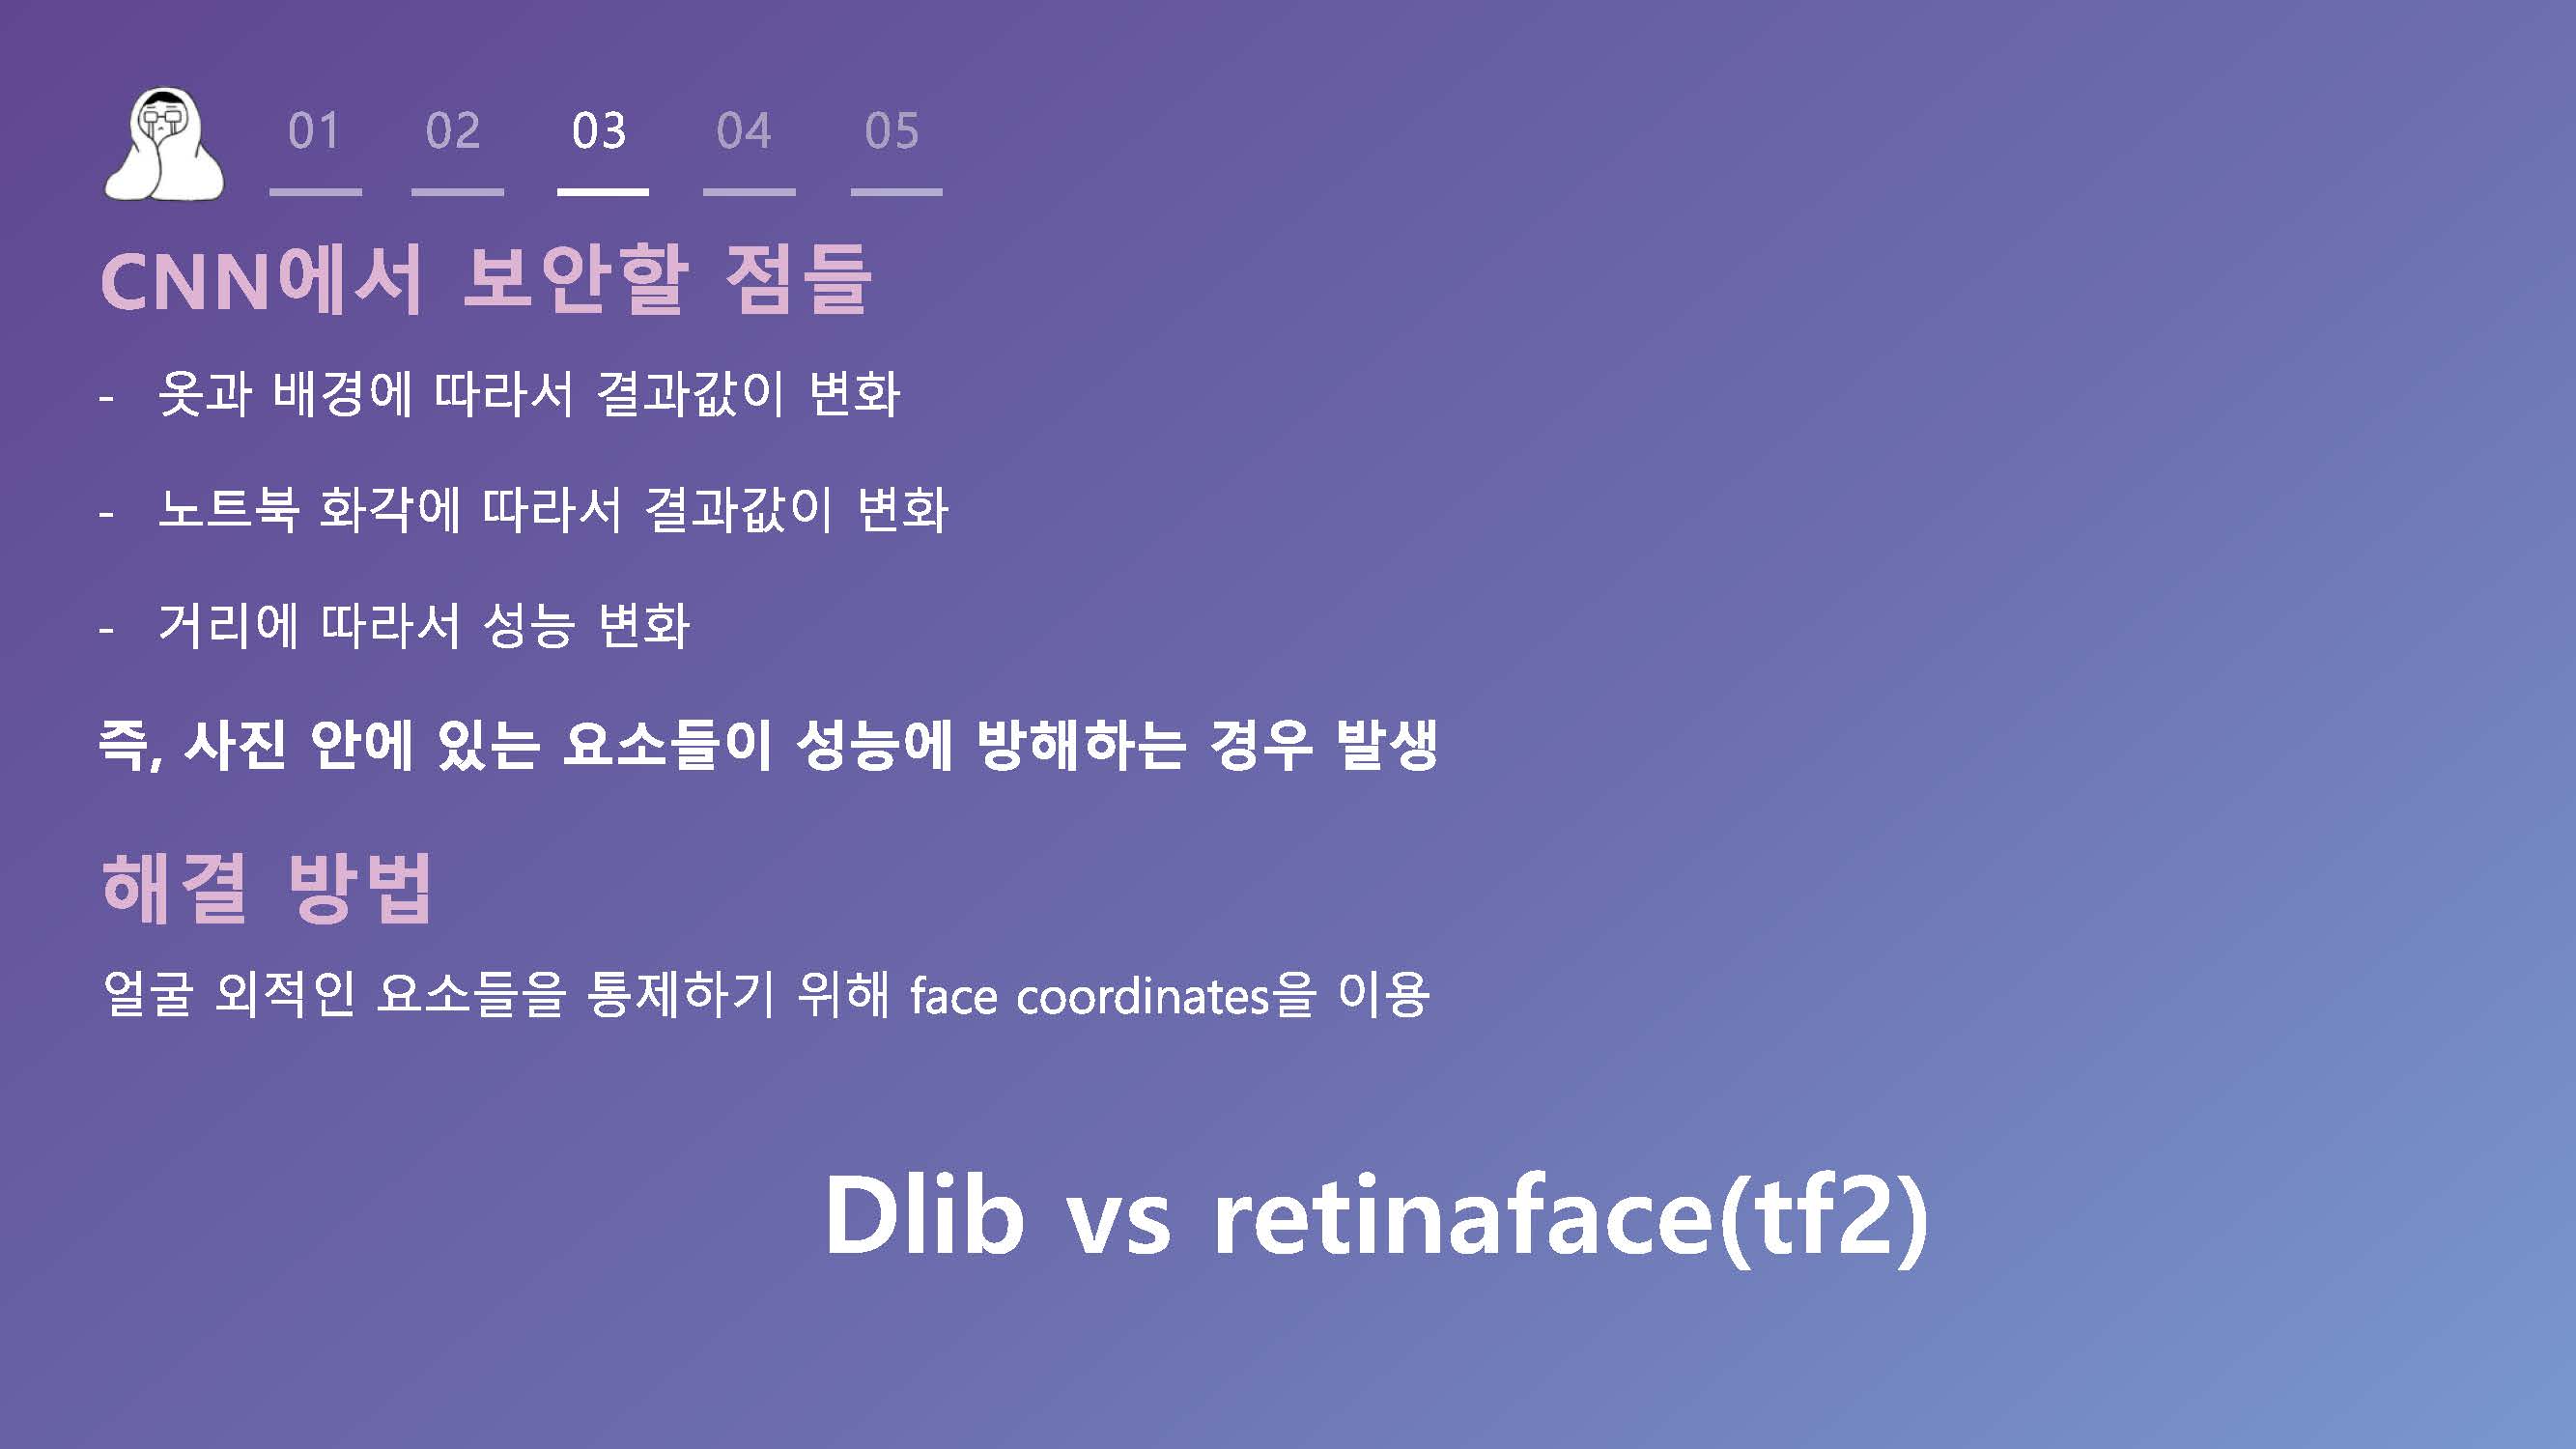 01 02 03 04 05
CNN에서 보안할 점들
- 옷과 배경에 따라서 결과값이 변화
- 노트북 화각에 따라서 결과값이 변화
- 거리에 따라서 성능 변화
즉, 사진 안에 있는 요소들이 성능에 방해하는 경우 발생
해결 방법
얼굴 외적인 요소들을 통제하기 위해 face coordinates을 이용
Dlib vs retinaface(tf2)